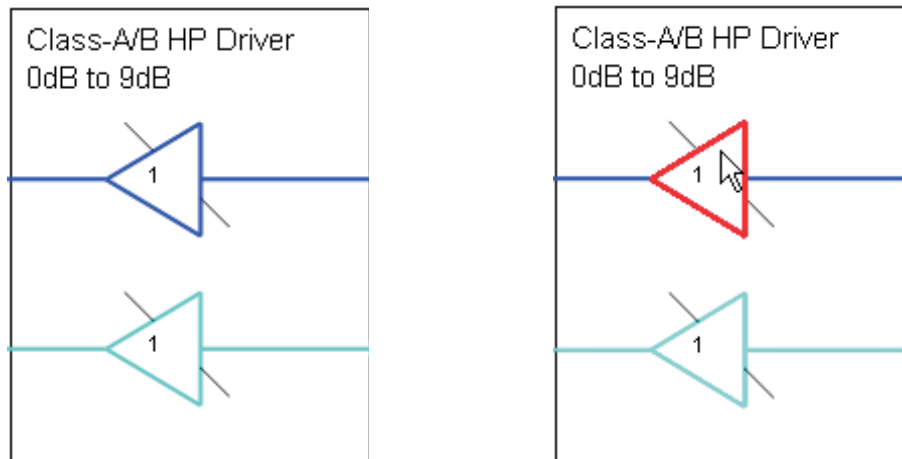 Class-A/B HP Driver
0dB to 9dB
1
1
Class-A/B HP Driver
0dB to 9dB
1
1